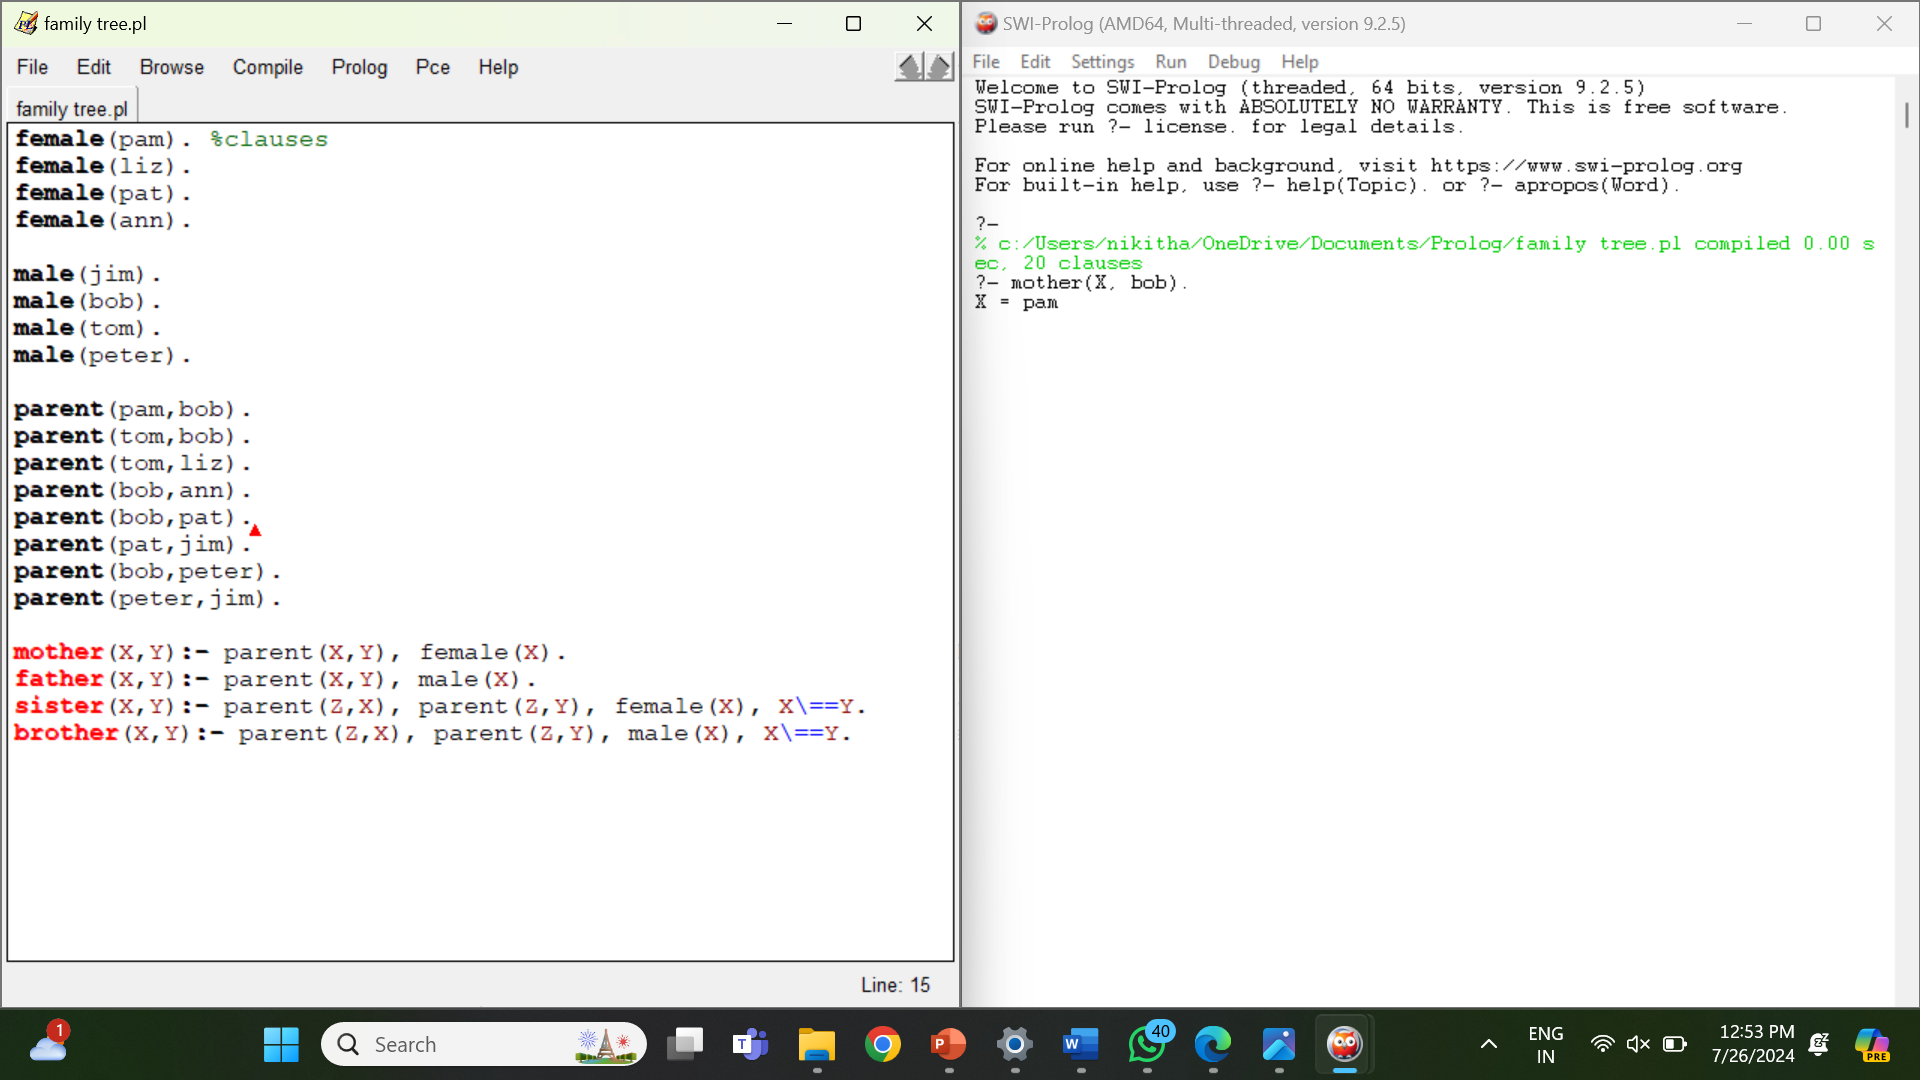 family tree.pl
File Edit Browse Compile Prolog Pce Help
family tree.pl
female(pam). %clauses
female(liz).
female(pat).
female(ann).
male(jim).
male(bob).
male(tom).
male(peter).
parent(pam,bob).
parent(tom,bob).
parent(tom,liz).
parent(bob,ann).
parent(bob,pat).
parent(pat,jim).
parent(bob,peter).
parent(peter,jim).
mother(X,Y):- parent(X,Y), female(X).
father(X,Y):- parent(X,Y), male(X).
sister(X,Y):- parent(Z,X), parent(Z,Y), female(X), X\==Y.
brother(X,Y):- parent(Z,X), parent(Z,Y), male(X), X\==Y.
Line: 15
SWI-Prolog (AMD64, Multi-threaded, version 9.2.5)
File Edit Settings Run Debug Help
Welcome to SWI-Prolog (threaded, 64 bits, version 9.2.5)
SWI-Prolog comes with ABSOLUTELY NO WARRANTY. This is free software.
Please run ?- license. for legal details.
For online help and background, visit https://www.swi-prolog.org
For built-in help, use ?- help(Topic). or ?- apropos(Word).
?-
% c:/Users/nikitha/OneDrive/Documents/Prolog/family tree.pl compiled 0.00 s
ec, 20 clauses
?- mother(X, bob).
X = pam
1
Search
T
P
W
40
ENG
IN
12:53 PM
7/26/2024
PRE